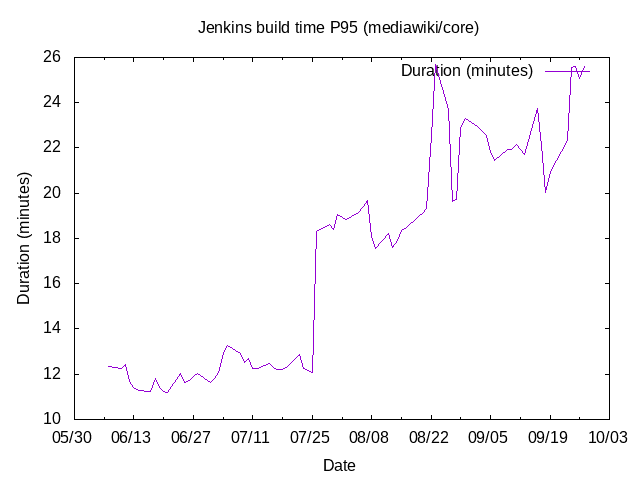 Jenkins build time P95 (mediawiki/core)
26
Duration (minutes)
24
22
20
18
16
14
12
10
Duration (minutes)
05/30 06/13 06/27 07/11 07/25 08/08 08/22 09/05 09/19 10/03
Date